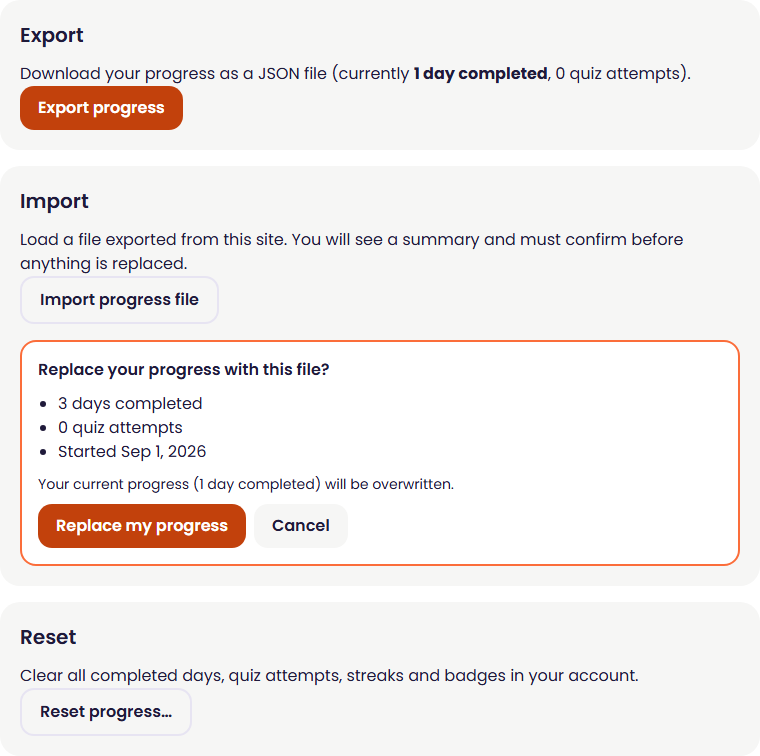 Export
Download your progress as a JSON file (currently 1 day completed, 0 quiz attempts).
Export progress
Import
Load a file exported from this site. You will see a summary and must confirm before
anything is replaced.
Import progress file
Replace your progress with this file?
• 3 days completed
• 0 quiz attempts
• Started Sep 1, 2026
Your current progress (1 day completed) will be overwritten.
Replace my progress
Cancel
Reset
Clear all completed days, quiz attempts, streaks and badges in your account.
Reset progress...